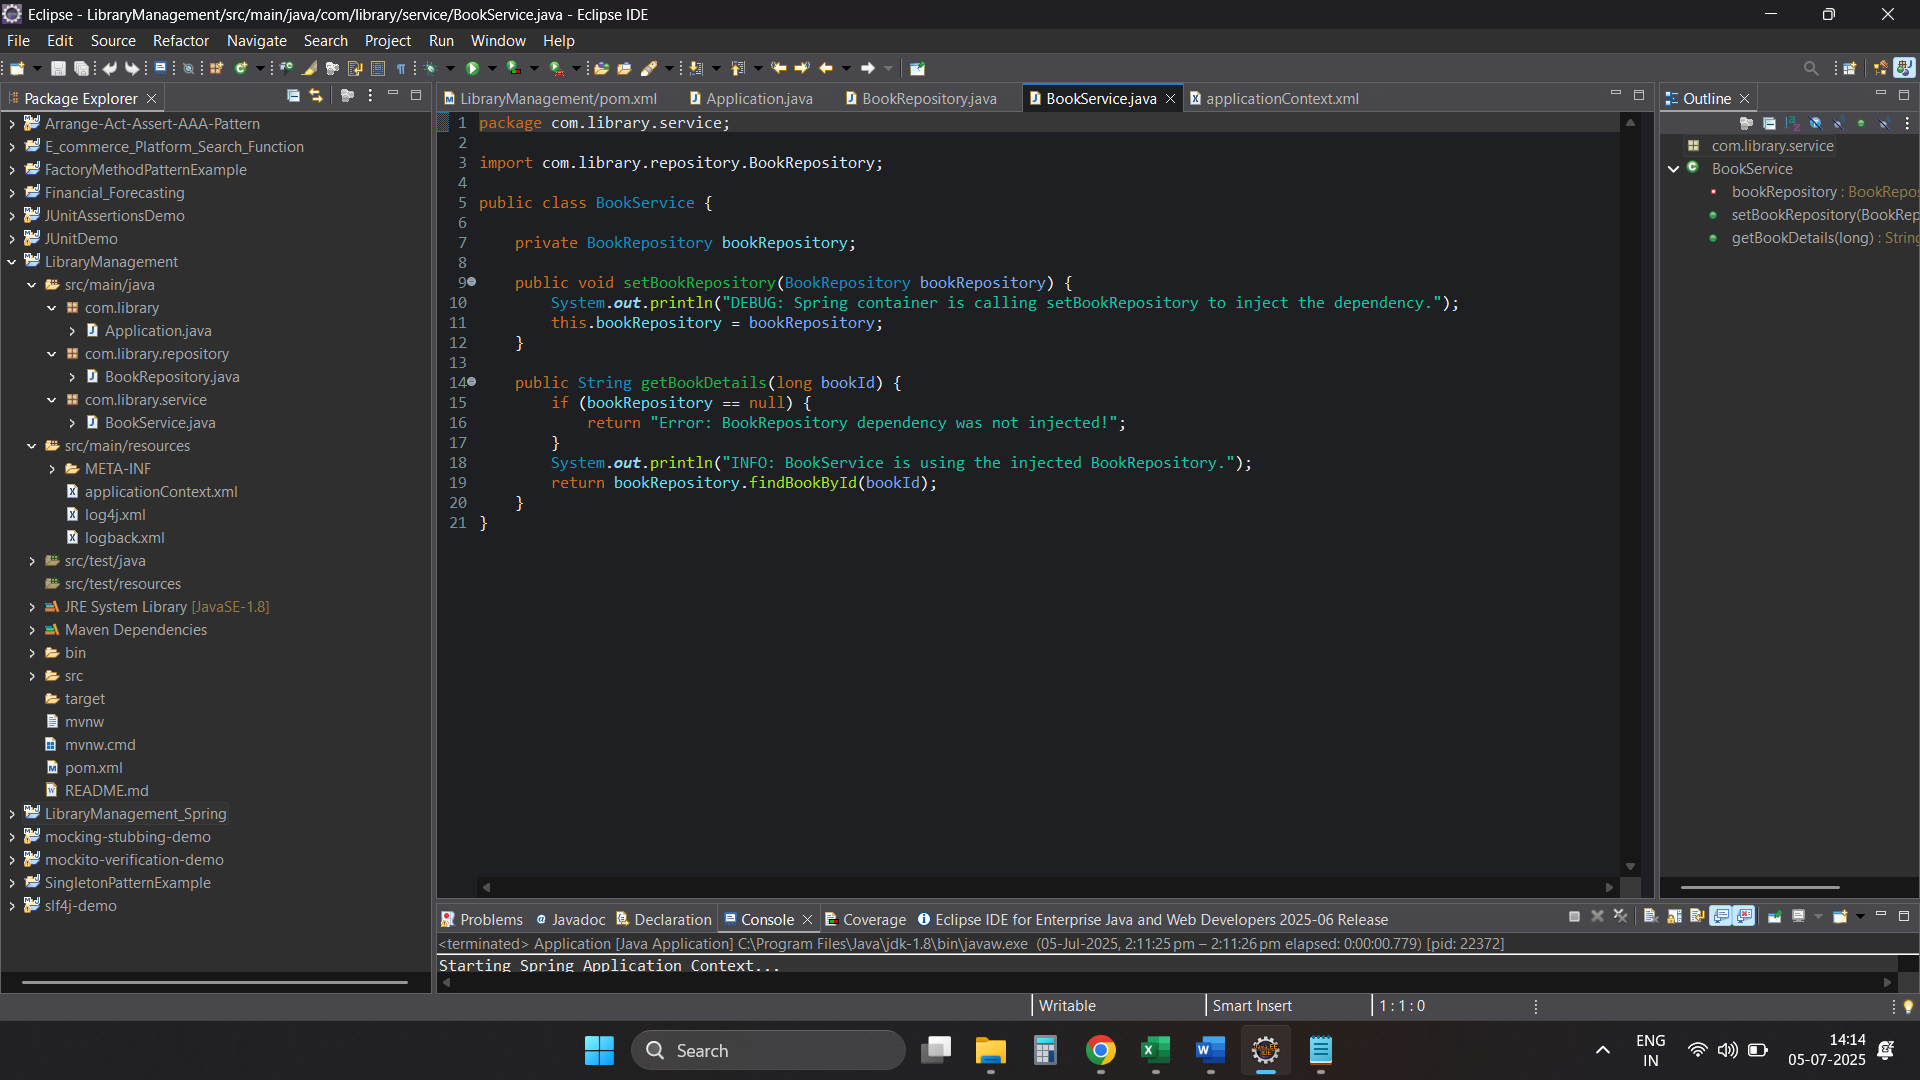 Eclipse - LibraryManagement/src/main/java/com/library/service/BookService.java - Eclipse IDE
File Edit Source Refactor Navigate Search Project Run Window Help
Package Explorer
Arrange-Act-Assert-AAA-Pattern
E_commerce_Platform_Search_Function
FactoryMethodPatternExample
Financial_Forecasting
JUnitAssertionsDemo
JUnitDemo
LibraryManagement
src/main/java
com.library
Application.java
com.library.repository
BookRepository.java
com.library.service
BookService.java
src/main/resources
META-INF
applicationContext.xml
log4j.xml
logback.xml
src/test/java
src/test/resources
JRE System Library [JavaSE-1.8]
Maven Dependencies
bin
src
target
mvnw
mvnw.cmd
pom.xml
README.md
LibraryManagement_Spring
mocking-stubbing-demo
mockito-verification-demo
SingletonPatternExample
slf4j-demo
LibraryManagement/pom.xml Application.java BookRepository.java BookService.java applicationContext.xml
1 package com.library.service;
2
3 import com.library.repository.BookRepository;
4
5 public class BookService {
6
7     private BookRepository bookRepository;
8
9     public void setBookRepository(BookRepository bookRepository) {
10         System.out.println("DEBUG: Spring container is calling setBookRepository to inject the dependency.");
11         this.bookRepository = bookRepository;
12     }
13
14     public String getBookDetails(long bookId) {
15         if (bookRepository == null) {
16             return "Error: BookRepository dependency was not injected!";
17         }
18         System.out.println("INFO: BookService is using the injected BookRepository.");
19         return bookRepository.findBookById(bookId);
20     }
21 }
Outline
com.library.service
BookService
bookRepository : BookRepos
setBookRepository(BookRep
getBookDetails(long) : String
Problems Javadoc Declaration Console Coverage Eclipse IDE for Enterprise Java and Web Developers 2025-06 Release
<terminated> Application [Java Application] C:\Program Files\Java\jdk-1.8\bin\javaw.exe (05-Jul-2025, 2:11:25 pm – 2:11:26 pm elapsed: 0:00:00.779) [pid: 22372]
Starting Spring Application Context...
Writable Smart Insert 1 : 1 : 0
Search
ENG
IN
14:14
05-07-2025